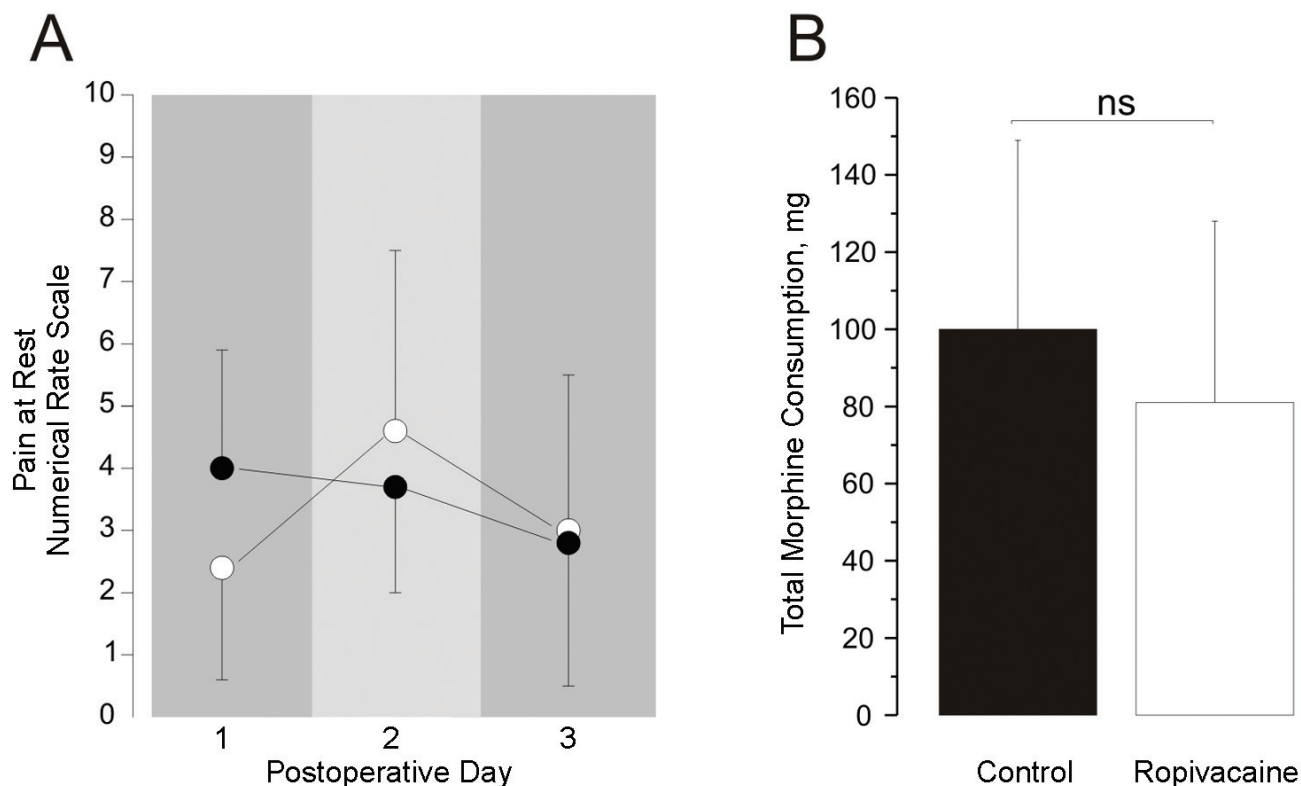 A
10
9
8
7
6
5
4
3
2
1
0
Pain at Rest
Numerical Rate Scale
1 2 3
Postoperative Day
B
160
140
120
100
80
60
40
20
0
Total Morphine Consumption, mg
ns
Control Ropivacaine